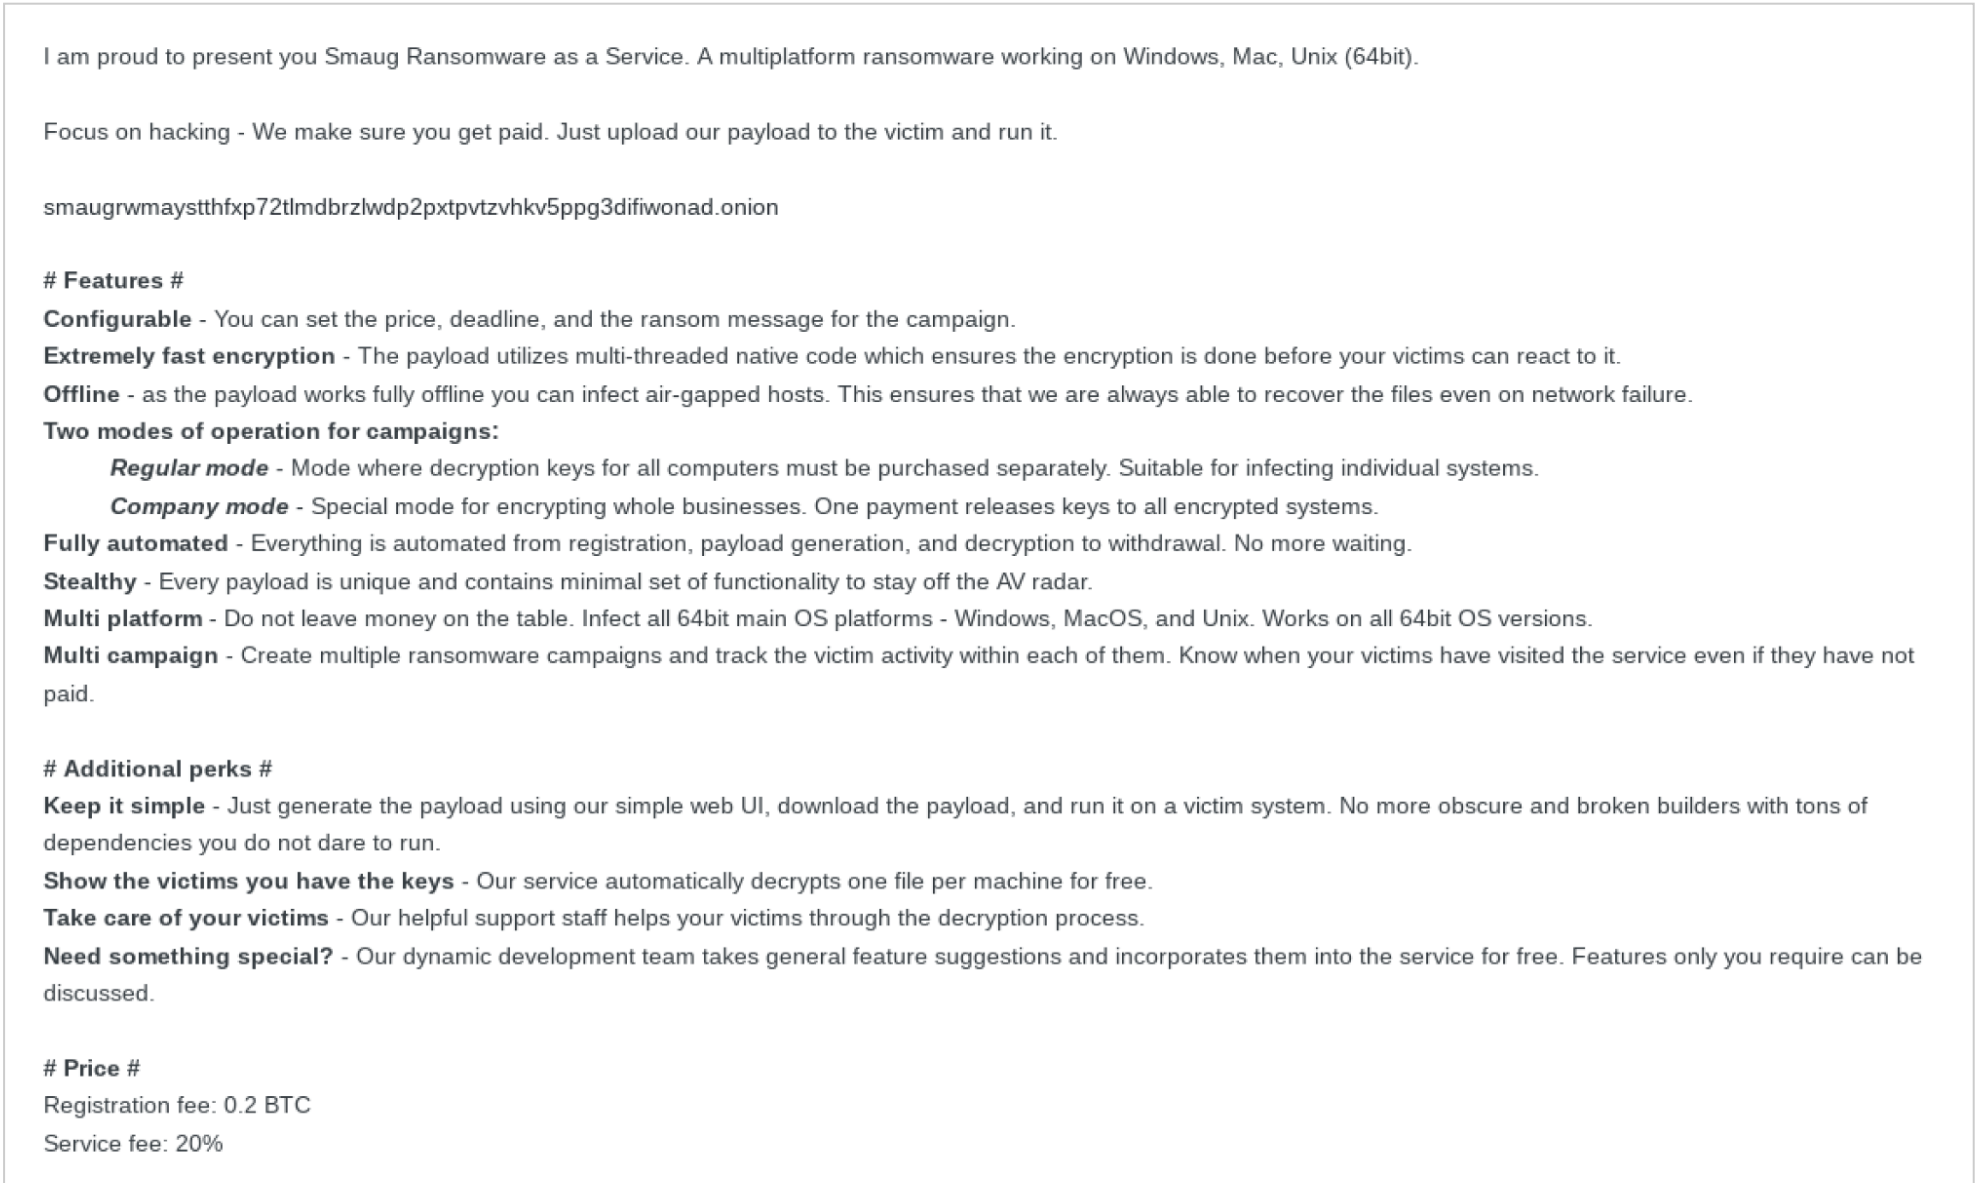 I am proud to present you Smaug Ransomware as a Service. A multiplatform ransomware working on Windows, Mac, Unix (64bit).
Focus on hacking - We make sure you get paid. Just upload our payload to the victim and run it.
smaugrwmaystthfxp72tlmdbrzlwdp2pxtpvtzvhkv5ppg3difiwonad.onion
# Features #
Configurable - You can set the price, deadline, and the ransom message for the campaign.
Extremely fast encryption - The payload utilizes multi-threaded native code which ensures the encryption is done before your victims can react to it.
Offline - as the payload works fully offline you can infect air-gapped hosts. This ensures that we are always able to recover the files even on network failure.
Two modes of operation for campaigns:
Regular mode - Mode where decryption keys for all computers must be purchased separately. Suitable for infecting individual systems.
Company mode - Special mode for encrypting whole businesses. One payment releases keys to all encrypted systems.
Fully automated - Everything is automated from registration, payload generation, and decryption to withdrawal. No more waiting.
Stealthy - Every payload is unique and contains minimal set of functionality to stay off the AV radar.
Multi platform - Do not leave money on the table. Infect all 64bit main OS platforms - Windows, MacOS, and Unix. Works on all 64bit OS versions.
Multi campaign - Create multiple ransomware campaigns and track the victim activity within each of them. Know when your victims have visited the service even if they have not
paid.
# Additional perks #
Keep it simple - Just generate the payload using our simple web UI, download the payload, and run it on a victim system. No more obscure and broken builders with tons of
dependencies you do not dare to run.
Show the victims you have the keys - Our service automatically decrypts one file per machine for free.
Take care of your victims - Our helpful support staff helps your victims through the decryption process.
Need something special? - Our dynamic development team takes general feature suggestions and incorporates them into the service for free. Features only you require can be
discussed.
# Price #
Registration fee: 0.2 BTC
Service fee: 20%